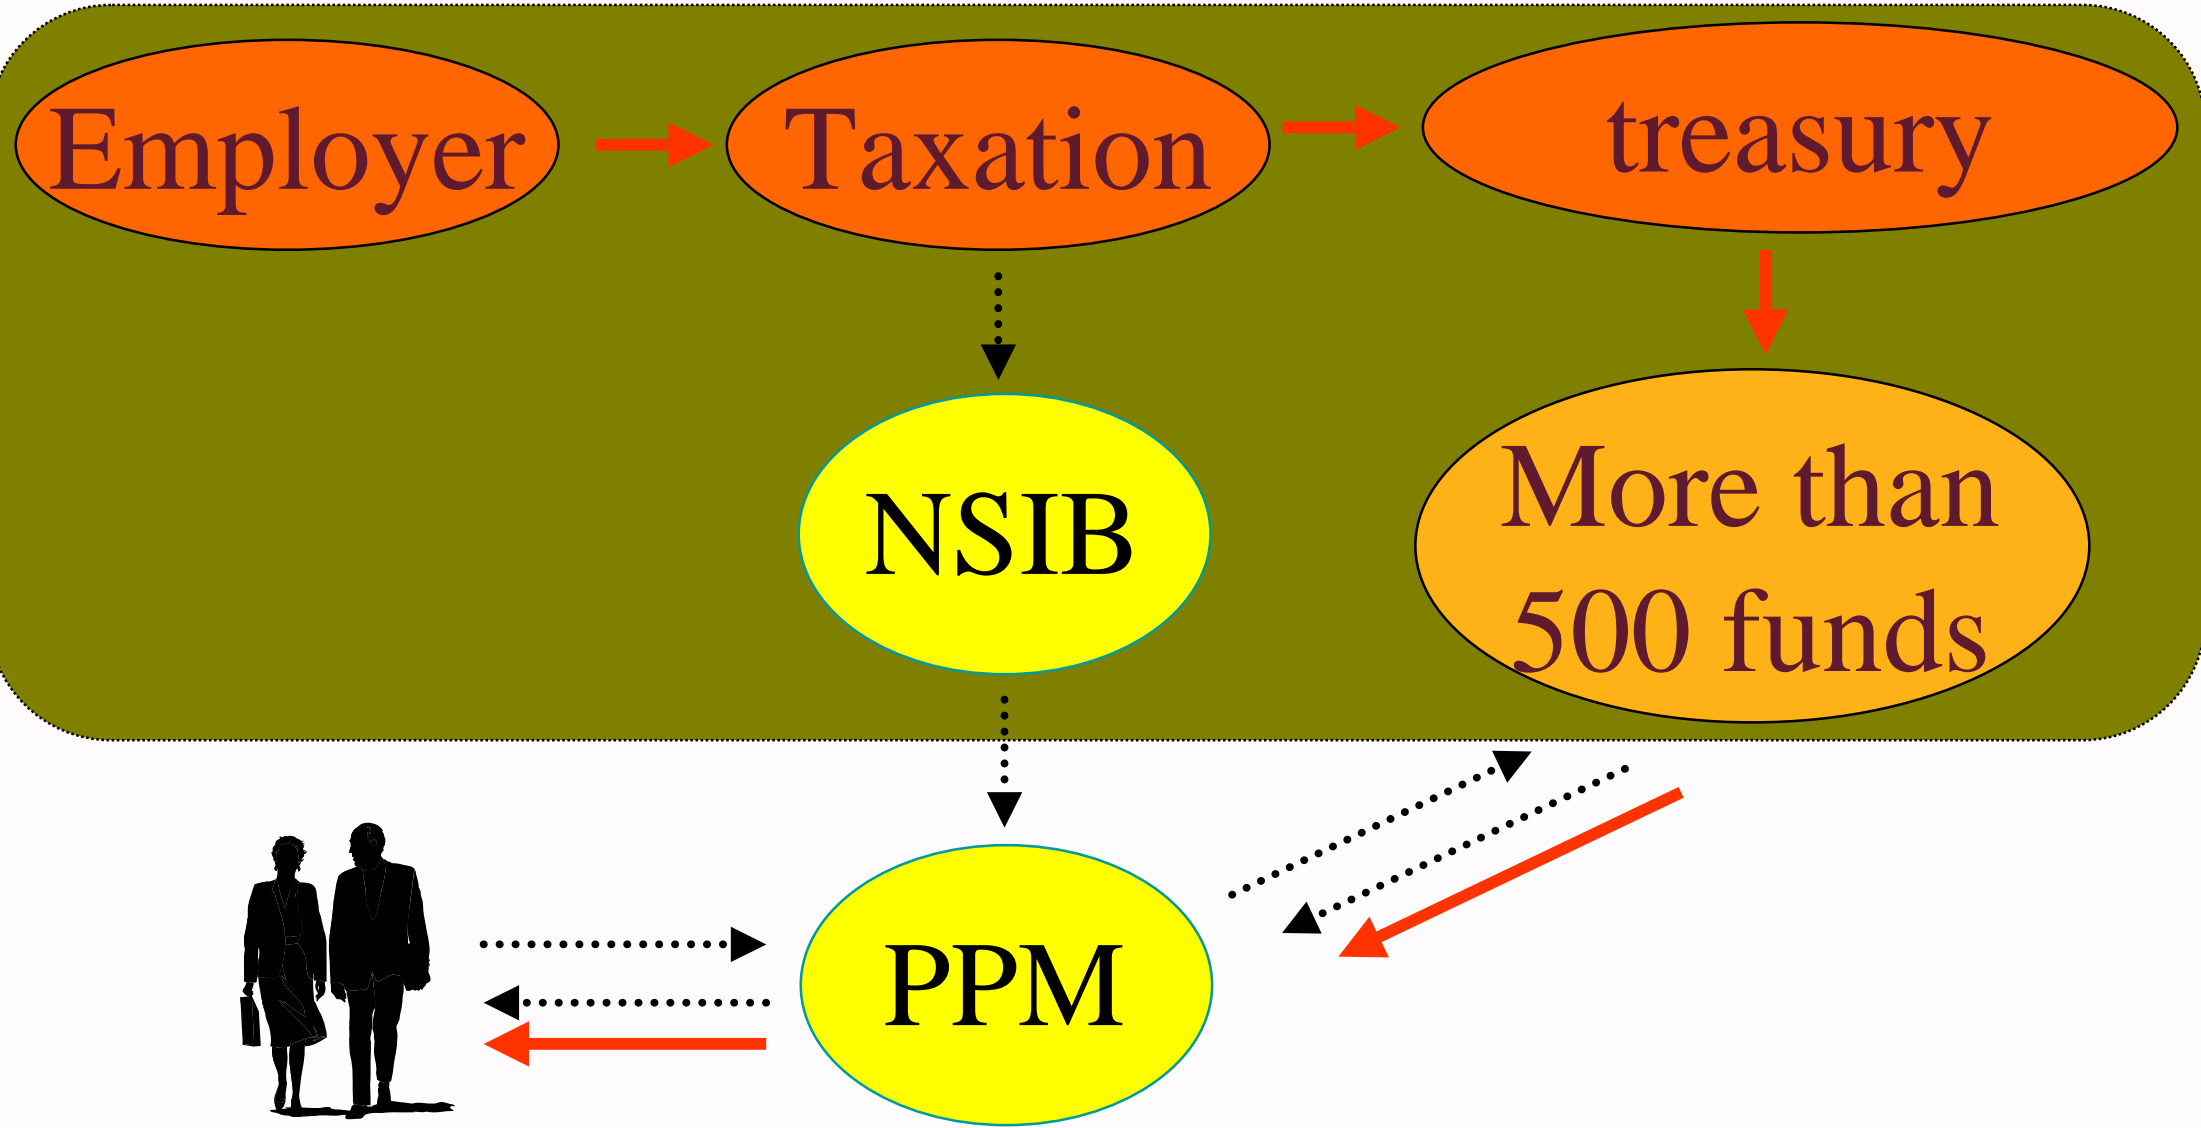 Employer
Taxation
treasury
NSIB
More than
500 funds
PPM